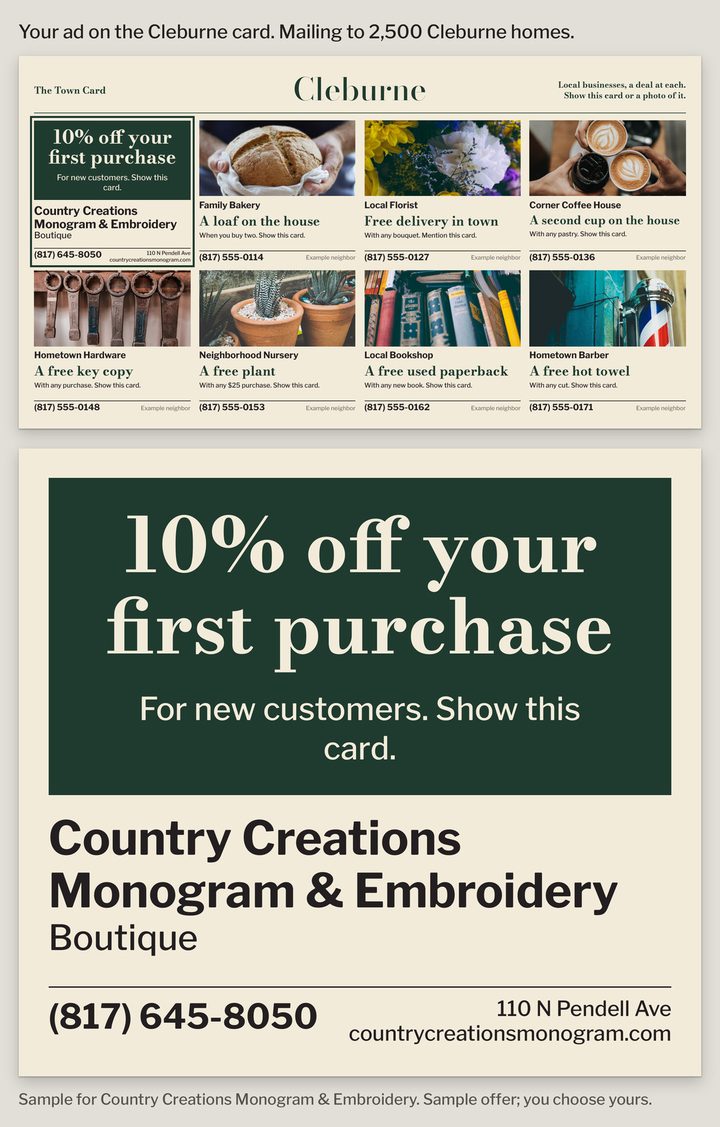 Your ad on the Cleburne card. Mailing to 2,500 Cleburne homes.
The Town Card
Cleburne
Local businesses, a deal at each.
Show this card or a photo of it.
10% off your
first purchase
For new customers. Show this
card.
Country Creations
Monogram & Embroidery
Boutique
(817) 645-8050
110 N Pendell Ave
countrycreationsmonogram.com
Family Bakery
A loaf on the house
When you buy two. Show this card.
(817) 555-0114
Example neighbor
Local Florist
Free delivery in town
With any bouquet. Mention this card.
(817) 555-0127
Example neighbor
Corner Coffee House
A second cup on the house
With any pastry. Show this card.
(817) 555-0136
Example neighbor
Hometown Hardware
A free key copy
With any purchase. Show this card.
(817) 555-0148
Example neighbor
Neighborhood Nursery
A free plant
With any $25 purchase. Show this card.
(817) 555-0153
Example neighbor
Local Bookshop
A free used paperback
With any new book. Show this card.
(817) 555-0162
Example neighbor
Hometown Barber
A free hot towel
With any cut. Show this card.
(817) 555-0171
Example neighbor
10% off your
first purchase
For new customers. Show this
card.
Country Creations
Monogram & Embroidery
Boutique
(817) 645-8050
110 N Pendell Ave
countrycreationsmonogram.com
Sample for Country Creations Monogram & Embroidery. Sample offer; you choose yours.